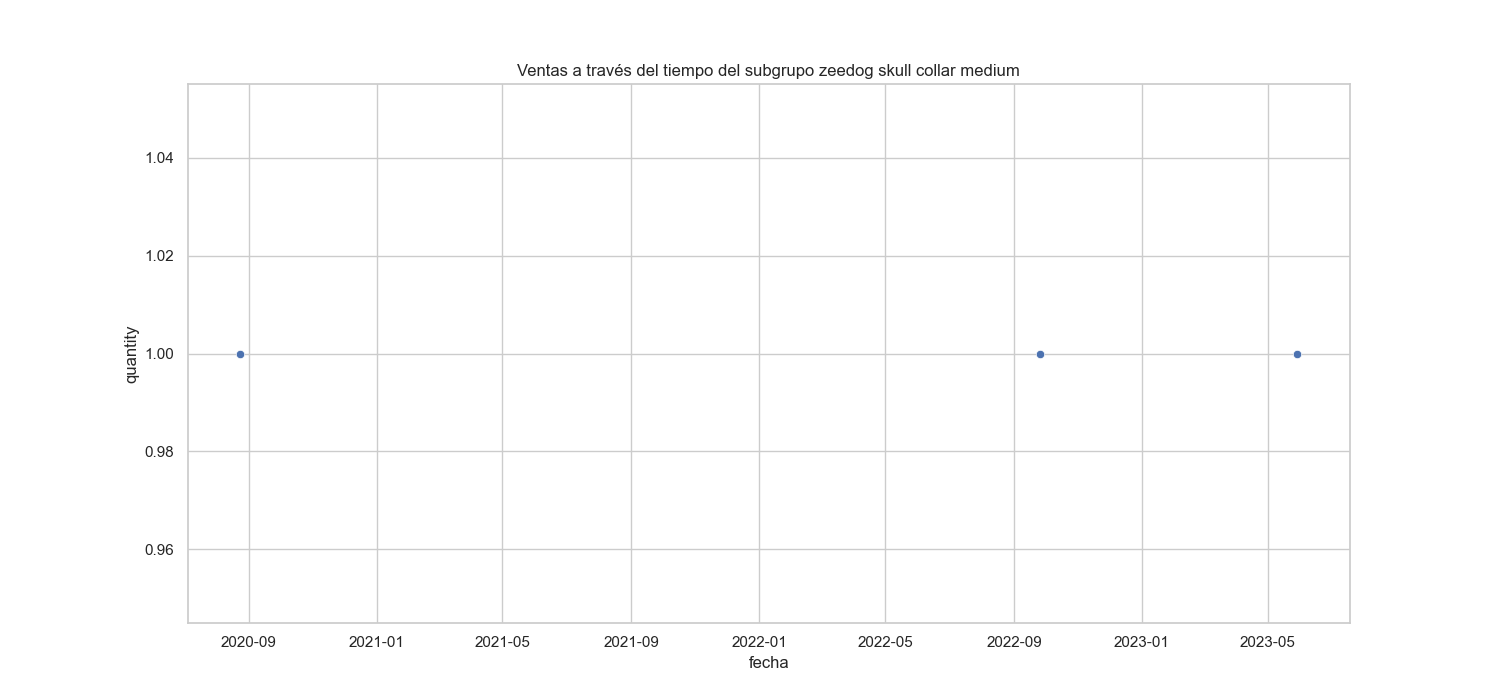 Ventas a través del tiempo del subgrupo zeedog skull collar medium
1.04
1.02
1.00
0.98
0.96
quantity
2020-09 2021-01 2021-05 2021-09 2022-01 2022-05 2022-09 2023-01 2023-05
fecha